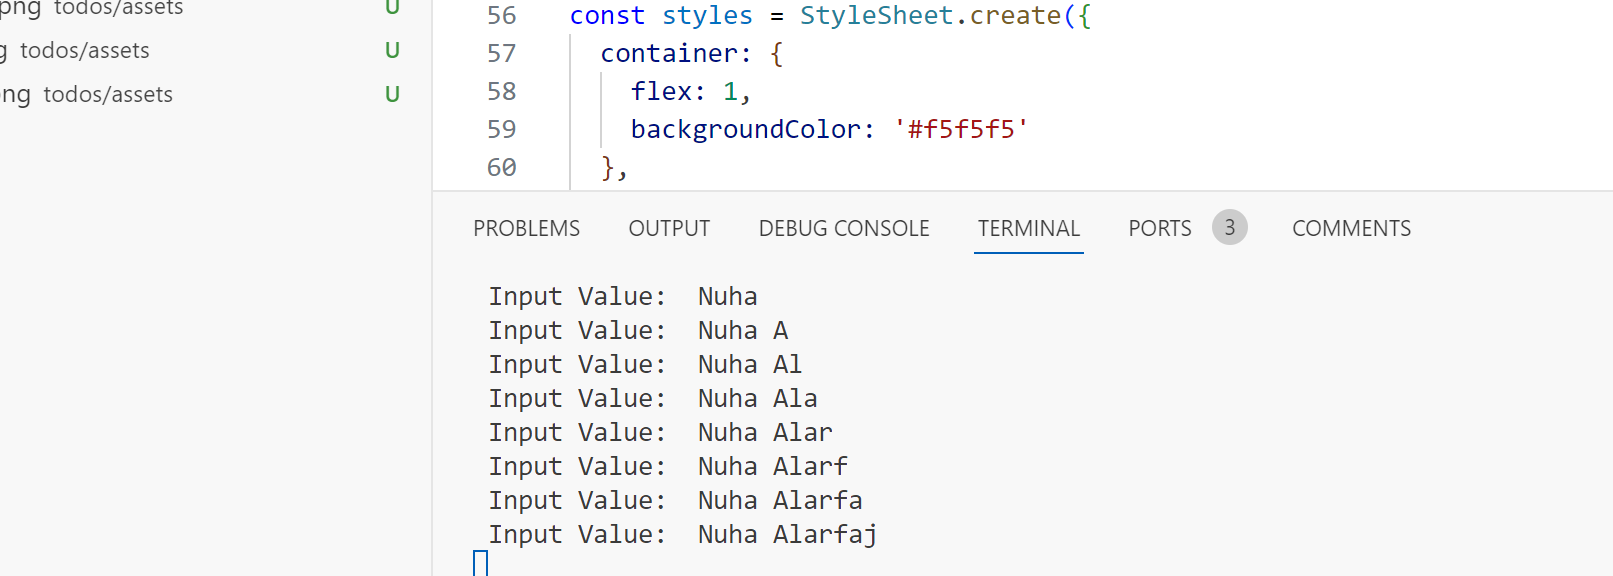 png todos/assets U
g todos/assets U
ng todos/assets U
56 const styles = StyleSheet.create({
57 container: {
58 flex: 1,
59 backgroundColor: '#f5f5f5'
60 },
PROBLEMS OUTPUT DEBUG CONSOLE TERMINAL PORTS 3 COMMENTS
Input Value:  Nuha
Input Value:  Nuha A
Input Value:  Nuha Al
Input Value:  Nuha Ala
Input Value:  Nuha Alar
Input Value:  Nuha Alarf
Input Value:  Nuha Alarfa
Input Value:  Nuha Alarfaj